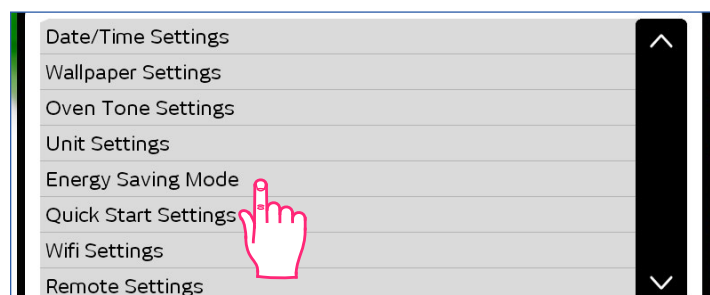 Date/Time Settings
Wallpaper Settings
Oven Tone Settings
Unit Settings
Energy Saving Mode
Quick Start Settings
Wifi Settings
Remote Settings